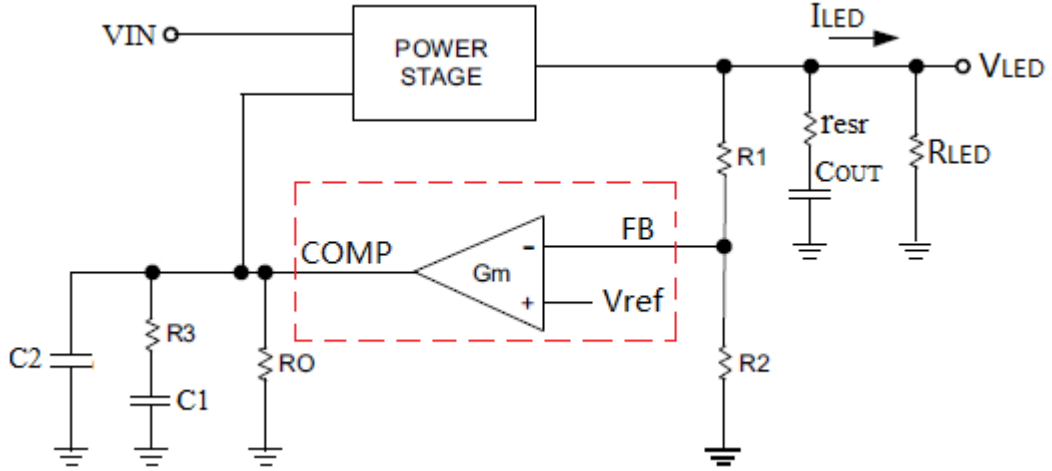 ILED
VIN
POWER
STAGE
VLED
resr
R1
RLED
COUT
FB
COMP
-
Gm
+
Vref
R3
C2
RO
R2
C1